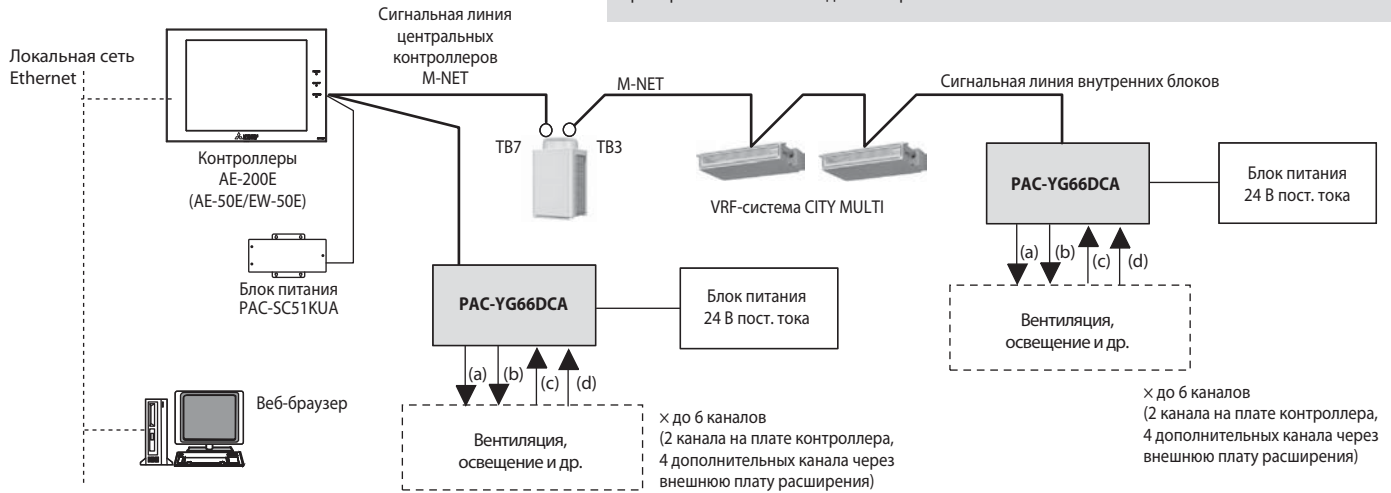 Сигнальная линия
центральных
контроллеров
M-NET
Локальная сеть
Ethernet
M-NET
Сигнальная линия внутренних блоков
TB7
TB3
Контроллеры
AE-200E
(AE-50E/EW-50E)
VRF-система CITY MULTI
PAC-YG66DCA
Блок питания
24 В пост. тока
(a)
(b)
(c)
(d)
Вентиляция,
освещение и др.
× до 6 каналов
(2 канала на плате контроллера,
4 дополнительных канала через
внешнюю плату расширения)
Блок питания
PAC-SC51KUA
PAC-YG66DCA
Блок питания
24 В пост. тока
(a)
(b)
(c)
(d)
Вентиляция,
освещение и др.
× до 6 каналов
(2 канала на плате контроллера,
4 дополнительных канала через
внешнюю плату расширения)
Веб-браузер